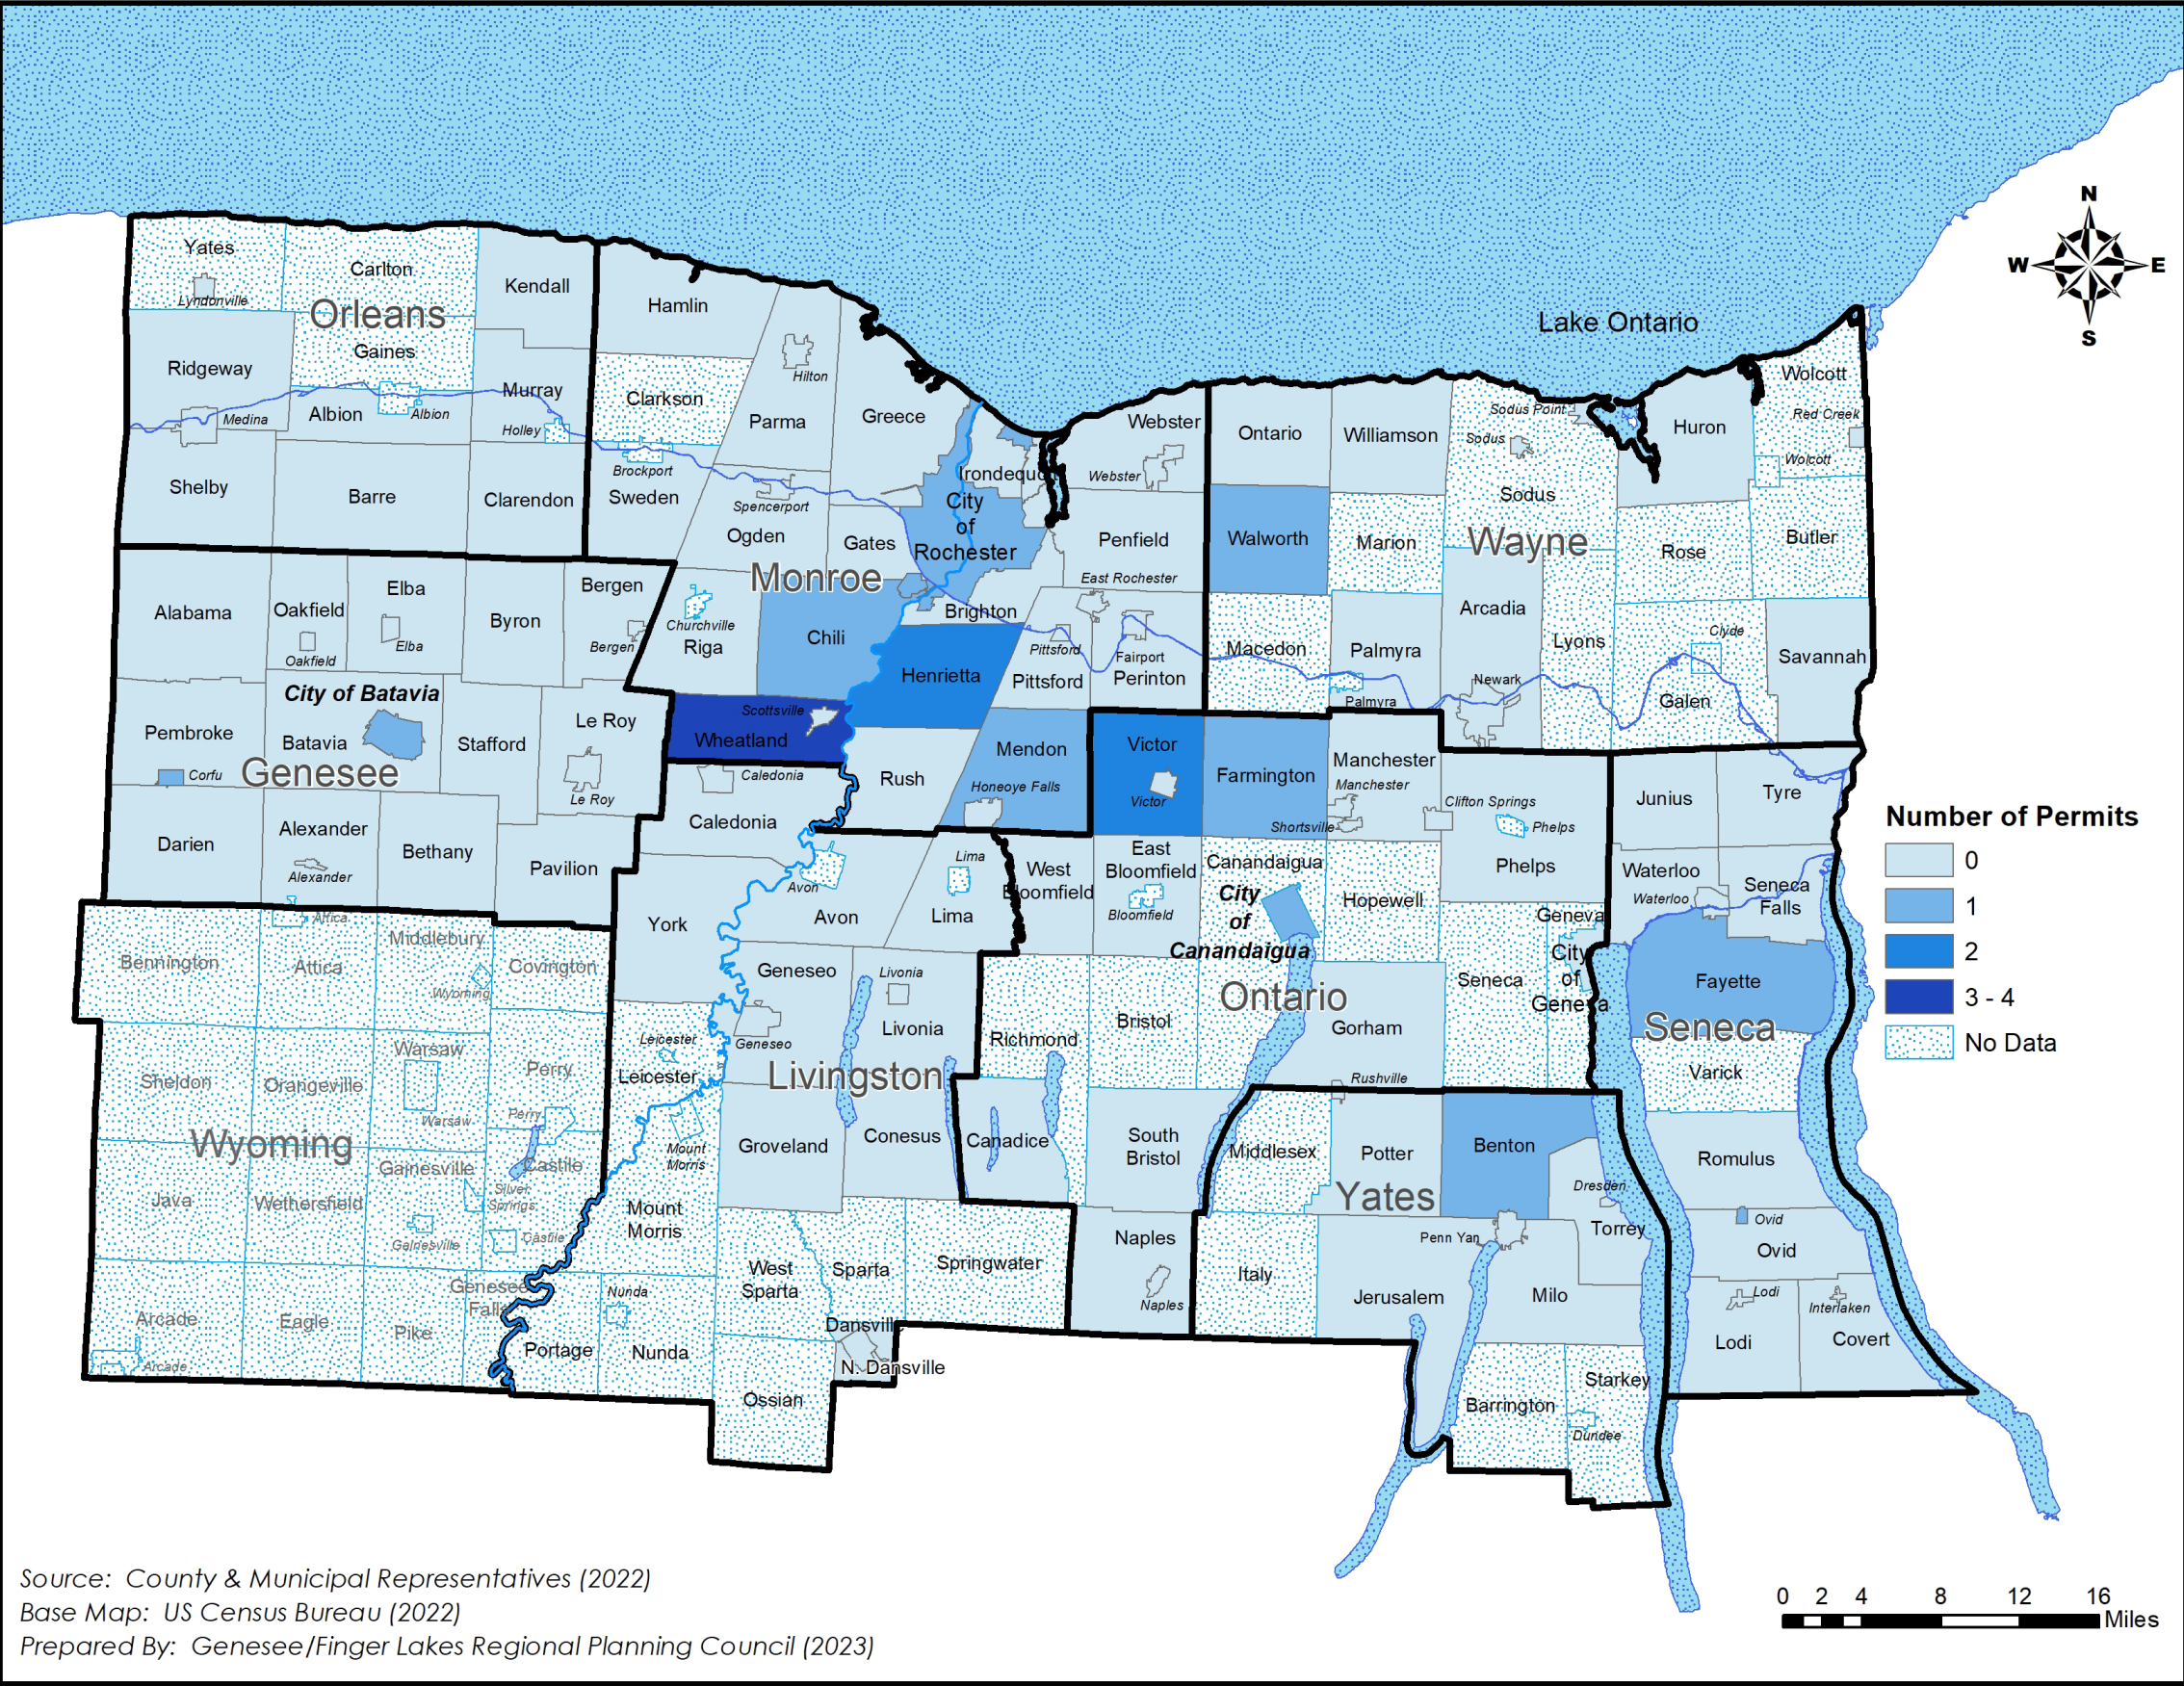 N
W
E
S
Lake Ontario
Yates
Lyndonville
Carlton
Kendall
Orleans
Gaines
Ridgeway
Medina
Albion
Albion
Murray
Holley
Shelby
Barre
Clarendon
Hamlin
Hilton
Clarkson
Parma
Greece
Brockport
Sweden
Spencerport
Ogden
Gates
City
of
Rochester
Webster
Webster
Penfield
East Rochester
Monroe
Churchville
Riga
Chili
Brighton
Henrietta
Pittsford
Pittsford
Fairport
Perinton
Scottsville
Wheatland
Rush
Mendon
Honeoye Falls
Ontario
Williamson
Sodus Point
Sodus
Sodus
Huron
Wolcott
Red Creek
Wolcott
Walworth
Marion
Wayne
Rose
Butler
Arcadia
Macedon
Palmyra
Palmyra
Lyons
Clyde
Galen
Savannah
Newark
Alabama
Oakfield
Oakfield
Elba
Elba
Byron
Bergen
Bergen
City of Batavia
Pembroke
Batavia
Corfu
Genesee
Stafford
Le Roy
Le Roy
Darien
Alexander
Alexander
Bethany
Pavilion
Caledonia
Caledonia
Avon
Avon
Lima
Lima
York
Geneseo
Geneseo
Livonia
Livonia
Leicester
Leicester
Livingston
Groveland
Conesus
Mount
Morris
Mount
Morris
West
Sparta
Sparta
Springwater
Nunda
Nunda
Portage
Dansville
N. Dansville
Ossian
Victor
Victor
Farmington
Manchester
Manchester
Shortsville
Clifton Springs
Phelps
Phelps
West
Bloomfield
East
Bloomfield
Bloomfield
Canandaigua
City
of
Canandaigua
Hopewell
Geneva
City
of
Geneva
Seneca
Ontario
Bristol
Richmond
Gorham
Rushville
Canadice
South
Bristol
Naples
Naples
Junius
Tyre
Waterloo
Waterloo
Seneca
Falls
Fayette
Seneca
Varick
Romulus
Ovid
Ovid
Lodi
Lodi
Interlaken
Covert
Middlesex
Potter
Benton
Yates
Dresden
Torrey
Penn Yan
Italy
Jerusalem
Milo
Barrington
Starkey
Dundee
Attica
Bennington
Attica
Middlebury
Wyoming
Covington
Sheldon
Orangeville
Warsaw
Warsaw
Perry
Perry
Wyoming
Java
Wethersfield
Gainesville
Gainesville
Silver
Springs
Castile
Castile
Arcade
Arcade
Eagle
Pike
Genesee
Falls
Number of Permits
0
1
2
3 - 4
No Data
0 2 4 8 12 16
Miles
Source: County & Municipal Representatives (2022)
Base Map: US Census Bureau (2022)
Prepared By: Genesee/Finger Lakes Regional Planning Council (2023)